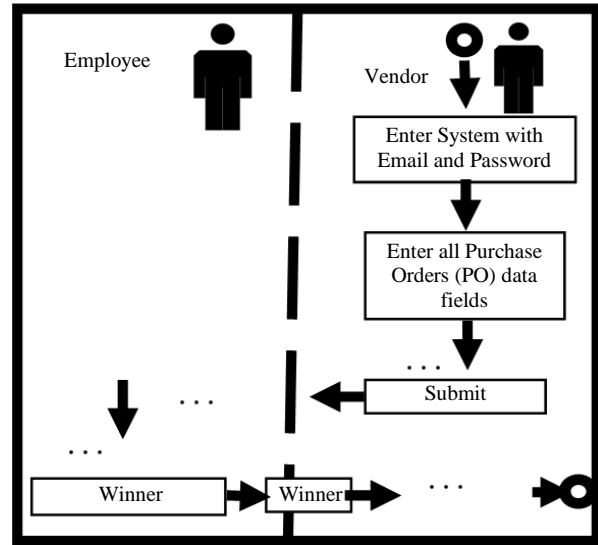 Employee
Vendor
Enter System with
Email and Password
Enter all Purchase
Orders (PO) data
fields
. . .
Submit
. . .
. . .
Winner
Winner
. . .